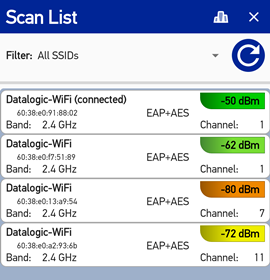 Scan List
Filter: All SSIDs
Datalogic-WiFi (connected) -50 dBm
60:38:e0:91:88:02 EAP+AES
Band: 2.4 GHz Channel: 1
Datalogic-WiFi -62 dBm
60:38:e0:f7:51:89 EAP+AES
Band: 2.4 GHz Channel: 1
Datalogic-WiFi -80 dBm
60:38:e0:13:a9:54 EAP+AES
Band: 2.4 GHz Channel: 7
Datalogic-WiFi -72 dBm
60:38:e0:a2:93:6b EAP+AES
Band: 2.4 GHz Channel: 11